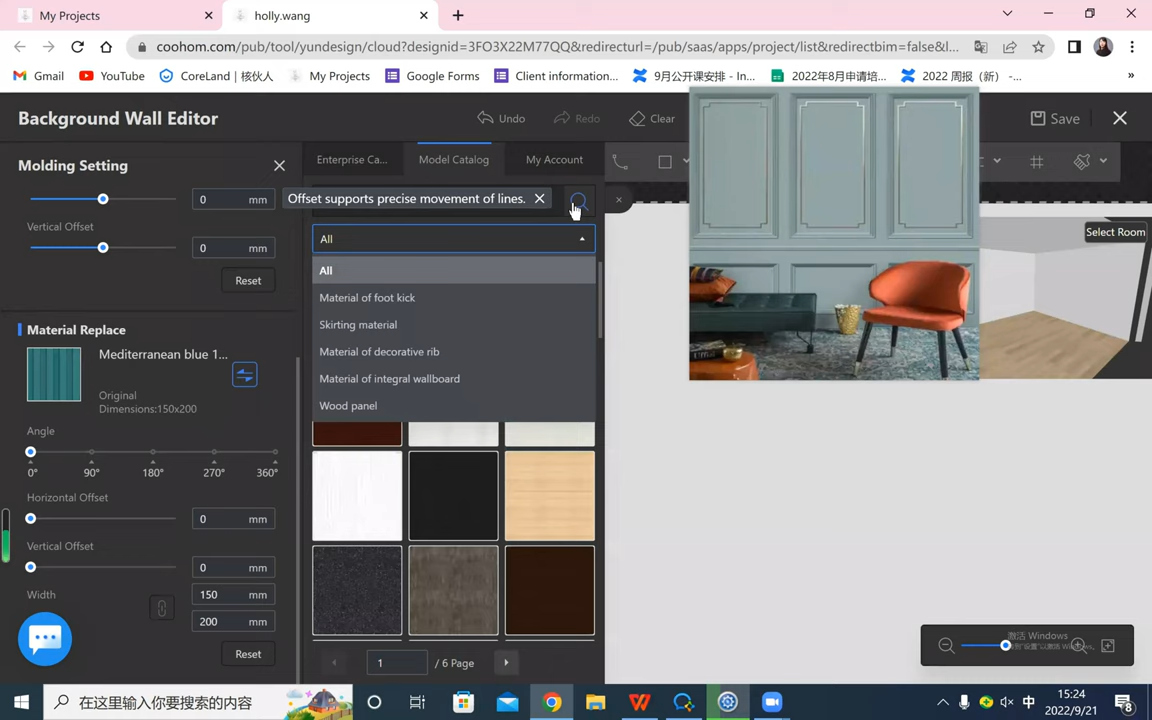 My Projects
holly.wang
coohom.com/pub/tool/yundesign/cloud?designid=3FO3X22M77QQ&redirecturl=/pub/saas/apps/project/list&redirectbim=false&l...
Gmail
YouTube
CoreLand | 核伙人
My Projects
Google Forms
Client information...
9月公开课安排 - In...
2022年8月申请培...
2022 周报（新） -...
»
Background Wall Editor
Undo
Redo
Clear
Save
Molding Setting
Enterprise Ca...
Model Catalog
My Account
0 mm
Offset supports precise movement of lines.
Vertical Offset
0 mm
Reset
All
All
Material of foot kick
Skirting material
Material of decorative rib
Material of integral wallboard
Wood panel
Select Room
Material Replace
Mediterranean blue 1...
Original
Dimensions:150x200
Angle
0° 90° 180° 270° 360°
Horizontal Offset
0 mm
Vertical Offset
0 mm
Width
150 mm
200 mm
Reset
1 / 6 Page
激活 Windows
在这里输入你要搜索的内容
中
15:24
2022/9/21
8